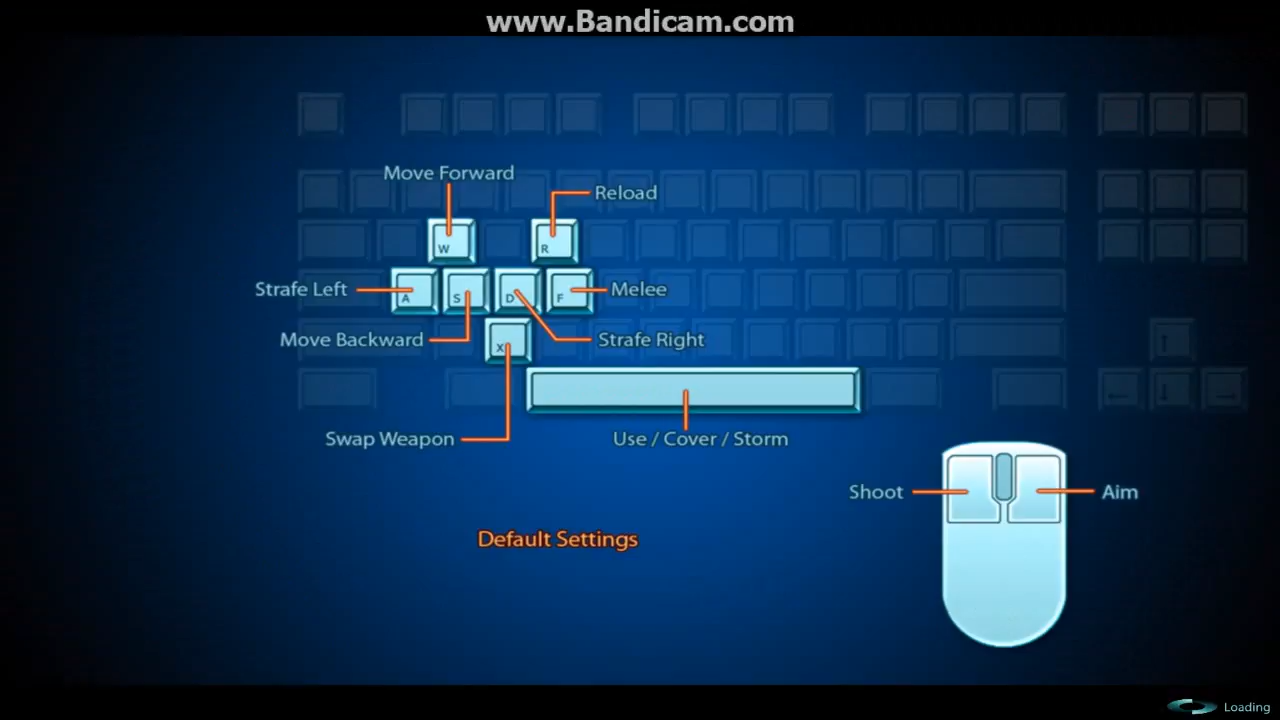 www.Bandicam.com
Move Forward
Reload
W
R
Strafe Left
A
S
D
F
Melee
Move Backward
X
Strafe Right
Swap Weapon
Use / Cover / Storm
Shoot
Aim
Default Settings
Loading